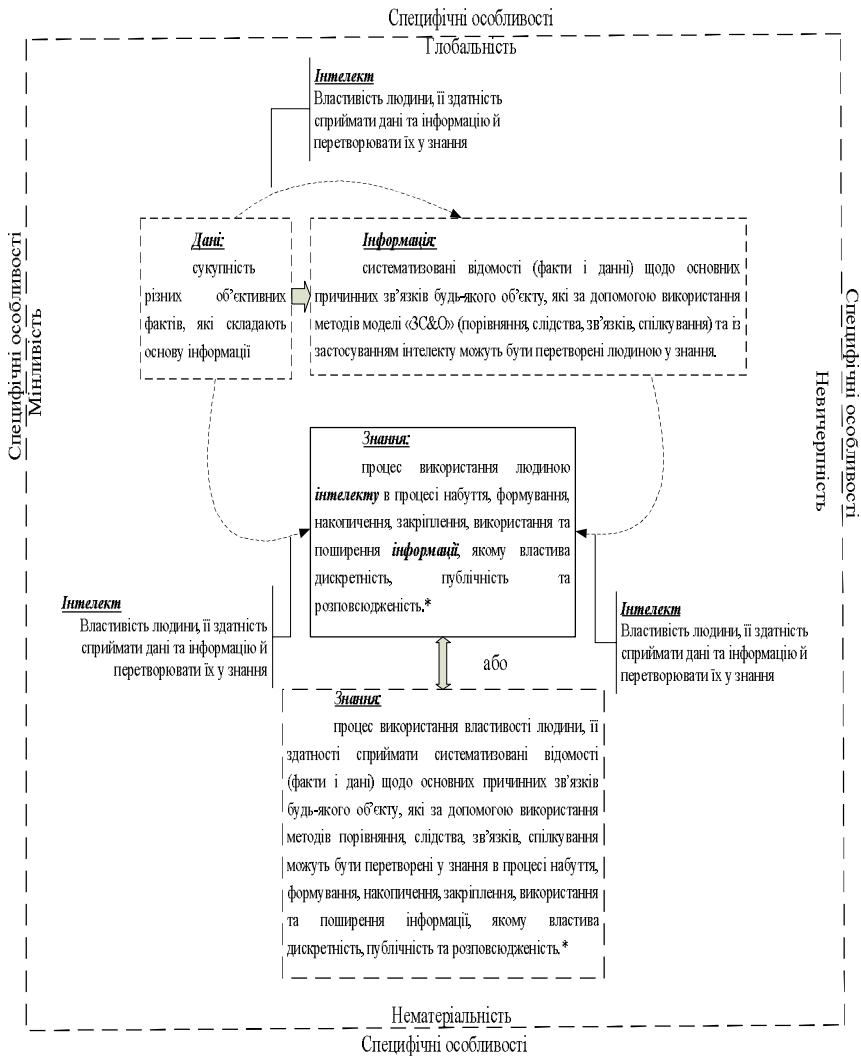 Специфічні особливості
Глобальність
Інтелект
Властивість людини, її здатність
сприймати дані та інформацію й
перетворювати їх у знання
Специфічні особливості
Мінливість
Дані:
сукупність
різних об’єктивних
фактів, які складають
основу інформації
Інформація:
систематизовані відомості (факти і данні) щодо основних
причинних зв’язків будь-якого об’єкту, які за допомогою використання
методів моделі «3С&О» (порівняння, слідства, зв’язків, спілкування) та із
застосуванням інтелекту можуть бути перетворені людиною у знання.
Специфічні особливості
Невичерпність
Знання:
процес використання людиною
інтелекту в процесі набуття, формування,
накопичення, закріплення, використання та
поширення інформації, якому властива
дискретність, публічність та
розповсюдженість.*
Інтелект
Властивість людини, її здатність
сприймати дані та інформацію й
перетворювати їх у знання
Інтелект
Властивість людини, її здатність
сприймати дані та інформацію й
перетворювати їх у знання
або
Знання:
процес використання властивості людини, її
здатності сприймати систематизовані відомості
(факти і дані) щодо основних причинних зв’язків
будь-якого об’єкту, які за допомогою використання
методів порівняння, слідства, зв’язків, спілкування
можуть бути перетворені у знання в процесі набуття,
формування, накопичення, закріплення, використання
та поширення інформації, якому властива
дискретність, публічність та розповсюдженість.*
Нематеріальність
Специфічні особливості